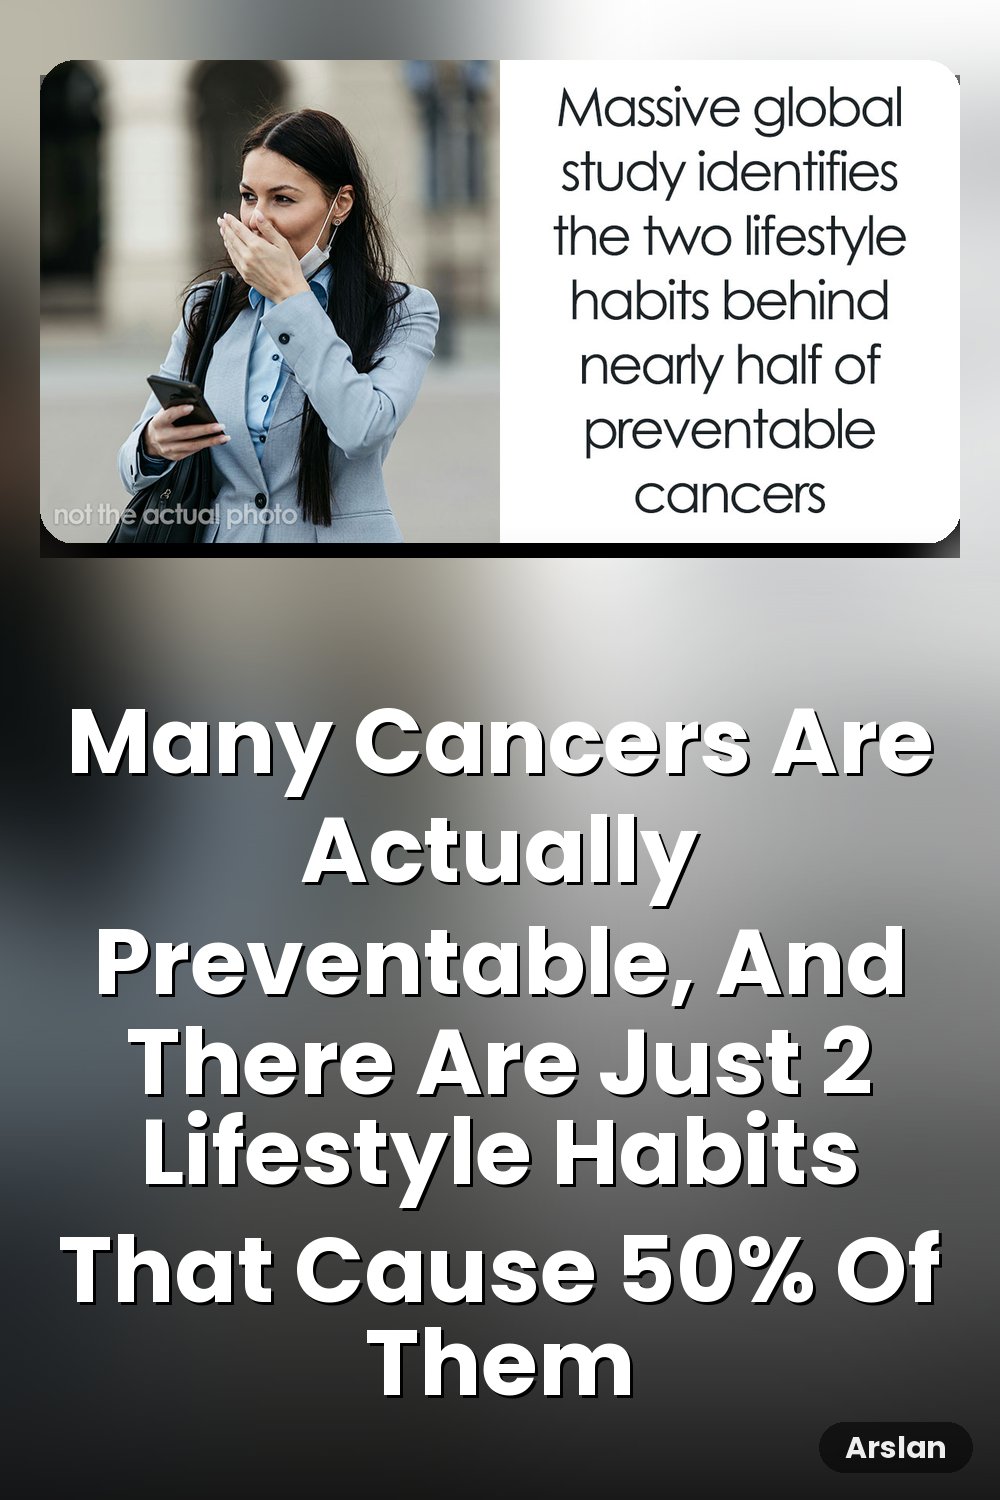 Massive global
study identifies
the two lifestyle
habits behind
nearly half of
preventable
cancers
not the actual photo
Many Cancers Are
Actually
Preventable, And
There Are Just 2
Lifestyle Habits
That Cause 50% Of
Them
Arslan